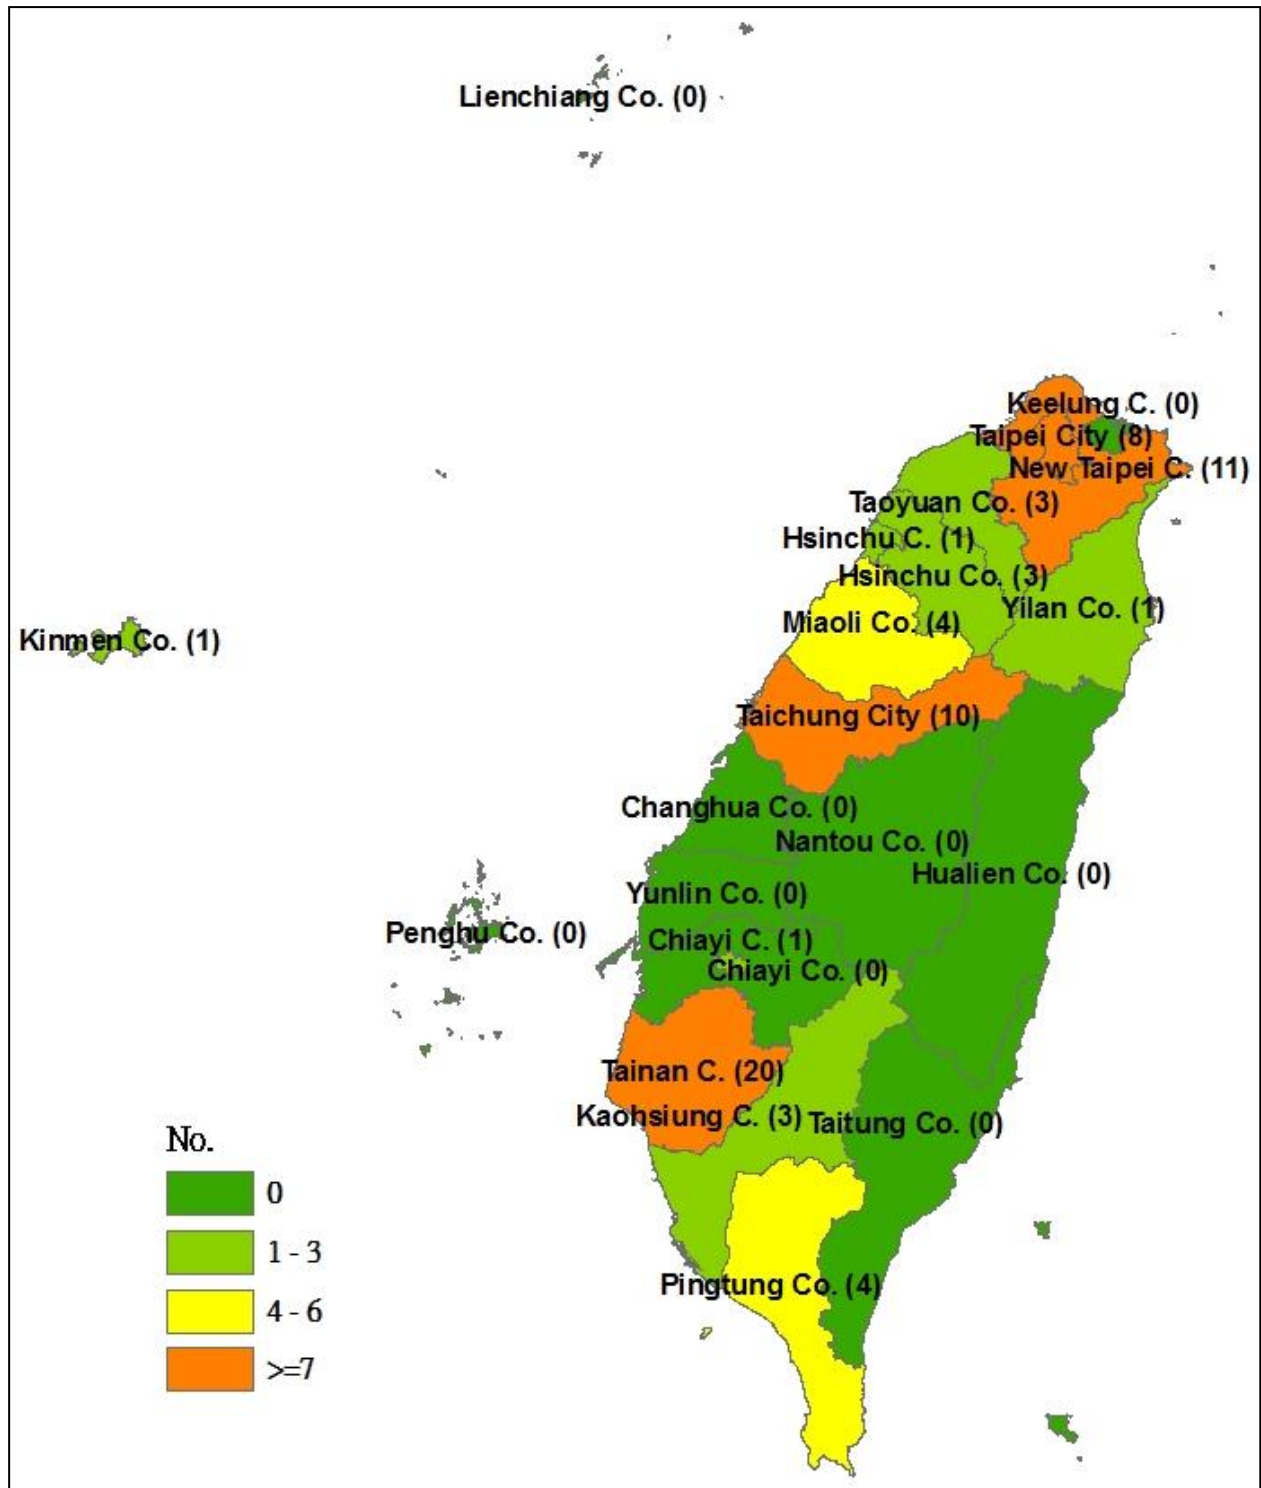 Lienchiang Co. (0)
Keelung C. (0)
Taipei City (8)
New Taipei C. (11)
Taoyuan Co. (3)
Hsinchu C. (1)
Hsinchu Co. (3)
Yilan Co. (1)
Miaoli Co. (4)
Kinmen Co. (1)
Taichung City (10)
Changhua Co. (0)
Nantou Co. (0)
Hualien Co. (0)
Yunlin Co. (0)
Penghu Co. (0)
Chiayi C. (1)
Chiayi Co. (0)
Tainan C. (20)
Kaohsiung C. (3)
Taitung Co. (0)
Pingtung Co. (4)
No.
0
1 - 3
4 - 6
>=7